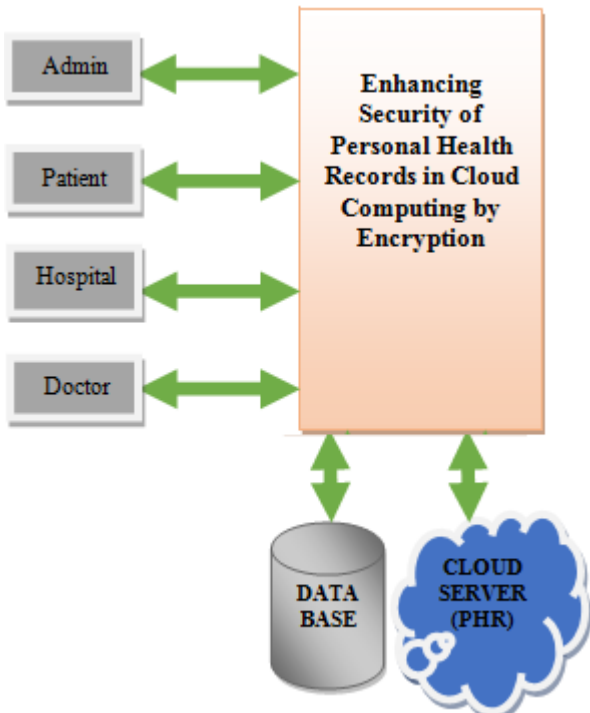 Admin
Patient
Hospital
Doctor
Enhancing
Security of
Personal Health
Records in Cloud
Computing by
Encryption
DATA
BASE
CLOUD
SERVER
(PHR)